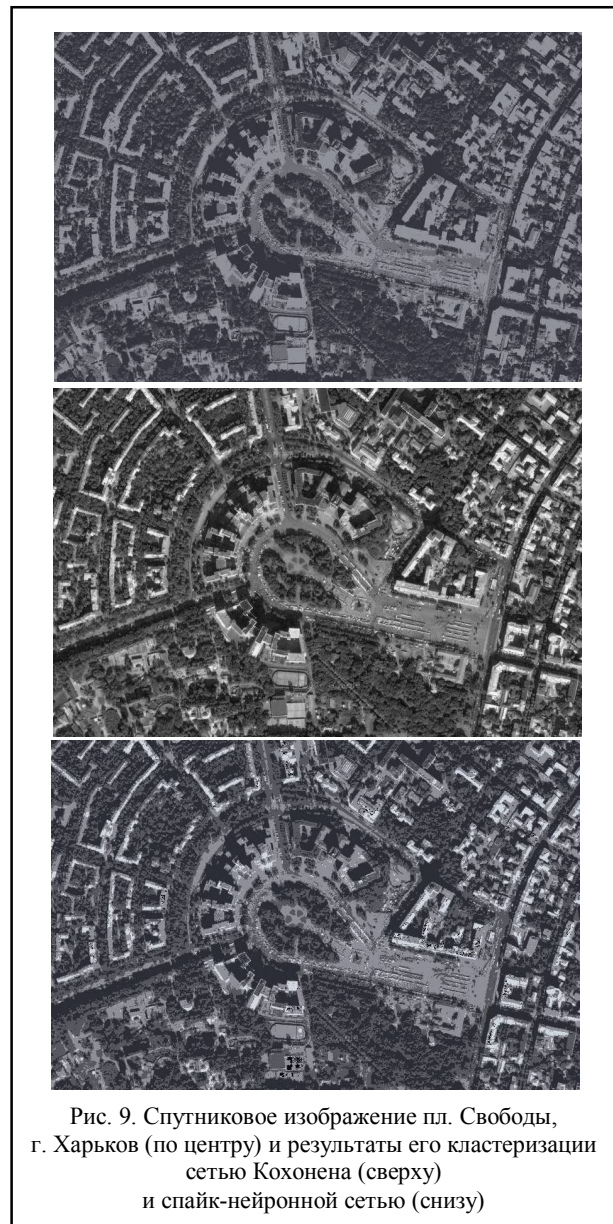 Рис. 9. Спутниковое изображение пл. Свободы,
г. Харьков (по центру) и результаты его кластеризации
сетью Кохонена (сверху)
и спайк-нейронной сетью (снизу)